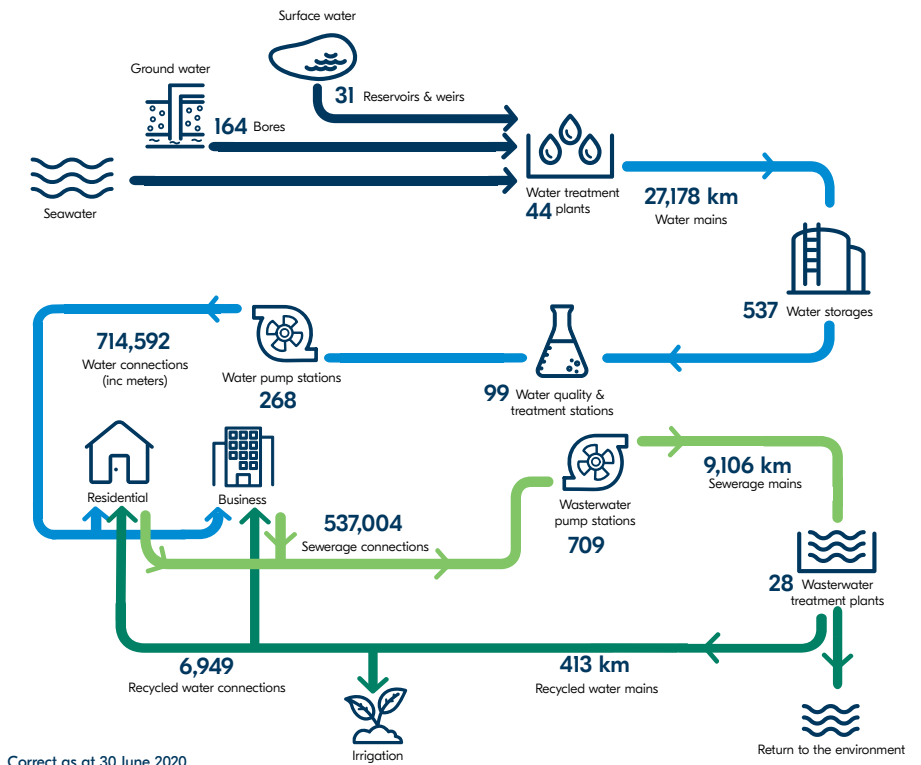 Surface water
31 Reservoirs & weirs
Ground water
164 Bores
Seawater
Water treatment
44 plants
27,178 km
Water mains
537 Water storages
99 Water quality &
treatment stations
Water pump stations
268
714,592
Water connections
(inc meters)
Residential
Business
537,004
Sewerage connections
Wasterwater
pump stations
709
9,106 km
Sewerage mains
28 Wasterwater
treatment plants
6,949
Recycled water connections
413 km
Recycled water mains
Irrigation
Return to the environment
Correct as at 30 June 2020